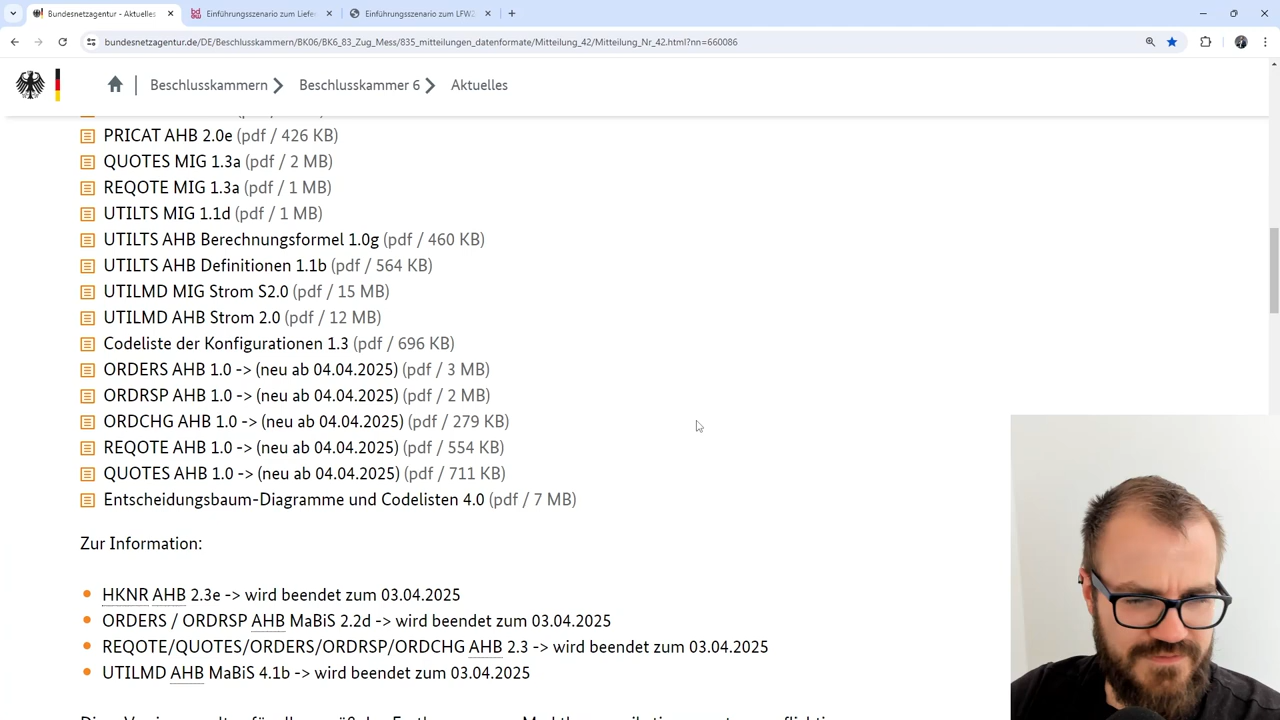 Bundesnetzagentur - Aktuelles
Einführungsszenario zum Liefe
Einführungsszenario zum LFW2
bundesnetzagentur.de/DE/Beschlusskammern/BK06/BK6_83_Zug_Mess/835_mitteilungen_datenformate/Mitteilung_42/Mitteilung_Nr_42.html?nn=660086
Beschlusskammern
Beschlusskammer 6
Aktuelles
PRICAT AHB 2.0e (pdf / 426 KB)
QUOTES MIG 1.3a (pdf / 2 MB)
REQOTE MIG 1.3a (pdf / 1 MB)
UTILTS MIG 1.1d (pdf / 1 MB)
UTILTS AHB Berechnungsformel 1.0g (pdf / 460 KB)
UTILTS AHB Definitionen 1.1b (pdf / 564 KB)
UTILMD MIG Strom S2.0 (pdf / 15 MB)
UTILMD AHB Strom 2.0 (pdf / 12 MB)
Codeliste der Konfigurationen 1.3 (pdf / 696 KB)
ORDERS AHB 1.0 -> (neu ab 04.04.2025) (pdf / 3 MB)
ORDRSP AHB 1.0 -> (neu ab 04.04.2025) (pdf / 2 MB)
ORDCHG AHB 1.0 -> (neu ab 04.04.2025) (pdf / 279 KB)
REQOTE AHB 1.0 -> (neu ab 04.04.2025) (pdf / 554 KB)
QUOTES AHB 1.0 -> (neu ab 04.04.2025) (pdf / 711 KB)
Entscheidungsbaum-Diagramme und Codelisten 4.0 (pdf / 7 MB)
Zur Information:
HKNR AHB 2.3e -> wird beendet zum 03.04.2025
ORDERS / ORDRSP AHB MaBiS 2.2d -> wird beendet zum 03.04.2025
REQOTE/QUOTES/ORDERS/ORDRSP/ORDCHG AHB 2.3 -> wird beendet zum 03.04.2025
UTILMD AHB MaBiS 4.1b -> wird beendet zum 03.04.2025